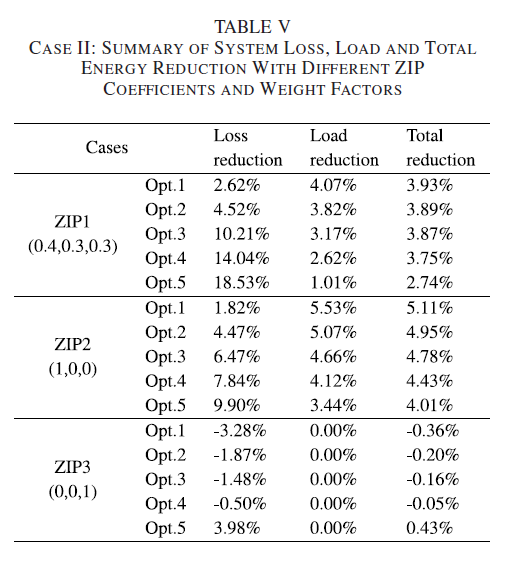 TABLE V
CASE II: SUMMARY OF SYSTEM LOSS, LOAD AND TOTAL
ENERGY REDUCTION WITH DIFFERENT ZIP
COEFFICIENTS AND WEIGHT FACTORS
Cases Loss reduction Load reduction Total reduction
ZIP1 (0.4,0.3,0.3)
Opt.1 2.62% 4.07% 3.93%
Opt.2 4.52% 3.82% 3.89%
Opt.3 10.21% 3.17% 3.87%
Opt.4 14.04% 2.62% 3.75%
Opt.5 18.53% 1.01% 2.74%
ZIP2 (1,0,0)
Opt.1 1.82% 5.53% 5.11%
Opt.2 4.47% 5.07% 4.95%
Opt.3 6.47% 4.66% 4.78%
Opt.4 7.84% 4.12% 4.43%
Opt.5 9.90% 3.44% 4.01%
ZIP3 (0,0,1)
Opt.1 -3.28% 0.00% -0.36%
Opt.2 -1.87% 0.00% -0.20%
Opt.3 -1.48% 0.00% -0.16%
Opt.4 -0.50% 0.00% -0.05%
Opt.5 3.98% 0.00% 0.43%